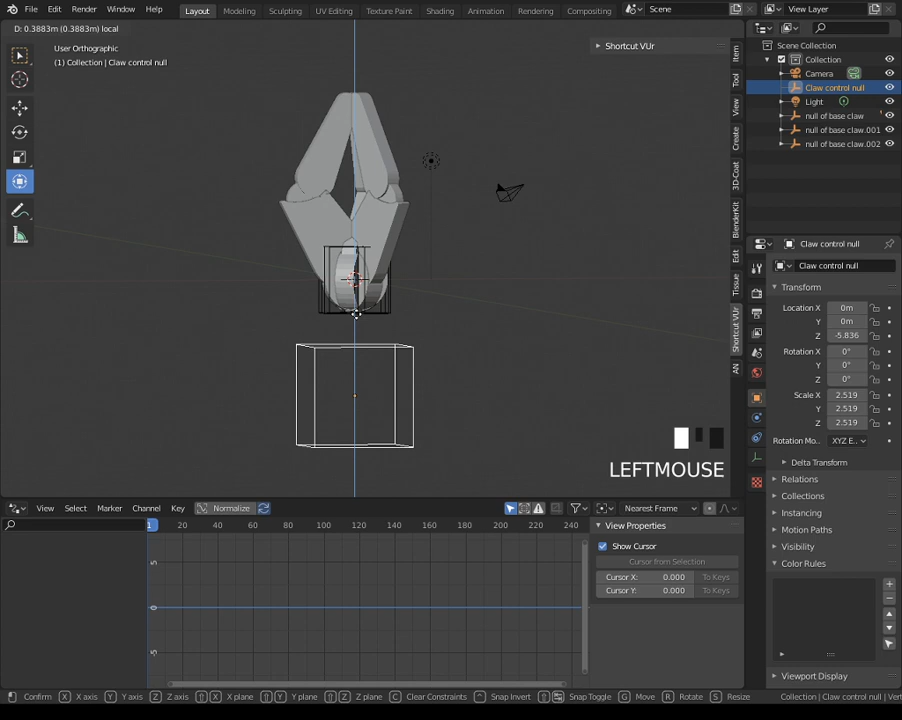 File Edit Render Window Help Layout Modeling Sculpting UV Editing Texture Paint Shading Animation Rendering Compositing Scene View Layer
D: 0.3883m (0.3883m) local
User Orthographic
(1) Collection | Claw control null
Shortcut VUr
Item
Tool
View
Create
3D-Coat
BlenderKit
Edit
Tissue
Shortcut VUr
AN
LEFTMOUSE
Scene Collection
Collection
Camera
Claw control null
Light
null of base claw
null of base claw.001
null of base claw.002
Claw control null
Claw control null
Transform
Location X 0m
Y 0m
Z -5.836
Rotation X 0°
Y 0°
Z 0°
Scale X 2.519
Y 2.519
Z 2.519
Rotation Mo.. XYZ E..
Delta Transform
Relations
Collections
Instancing
Motion Paths
Visibility
Color Rules
Viewport Display
View Select Marker Channel Key Normalize Nearest Frame
1 20 40 60 80 100 120 140 160 180 200 220 240
5
0
-5
View Properties
Show Cursor
Cursor from Selection
Cursor X: 0.000 To Keys
Cursor Y: 0.000 To Keys
Confirm X X axis Y Y axis Z Z axis X X plane Y Y plane Z Z plane C Clear Constraints Snap Invert Snap Toggle G Move R Rotate S Resize Collection | Claw control null | Vert